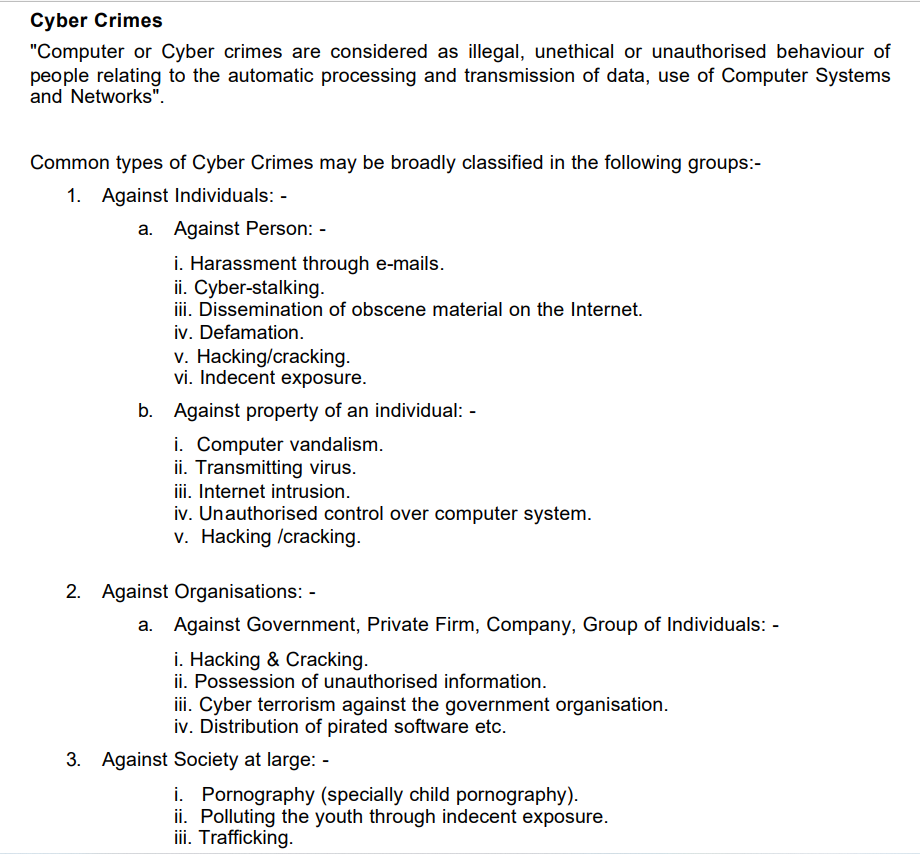 Cyber Crimes
"Computer or Cyber crimes are considered as illegal, unethical or unauthorised behaviour of
people relating to the automatic processing and transmission of data, use of Computer Systems
and Networks".
Common types of Cyber Crimes may be broadly classified in the following groups:-
1. Against Individuals: -
a. Against Person: -
i. Harassment through e-mails.
ii. Cyber-stalking.
iii. Dissemination of obscene material on the Internet.
iv. Defamation.
v. Hacking/cracking.
vi. Indecent exposure.
b. Against property of an individual: -
i. Computer vandalism.
ii. Transmitting virus.
iii. Internet intrusion.
iv. Unauthorised control over computer system.
v. Hacking /cracking.
2. Against Organisations: -
a. Against Government, Private Firm, Company, Group of Individuals: -
i. Hacking & Cracking.
ii. Possession of unauthorised information.
iii. Cyber terrorism against the government organisation.
iv. Distribution of pirated software etc.
3. Against Society at large: -
i. Pornography (specially child pornography).
ii. Polluting the youth through indecent exposure.
iii. Trafficking.